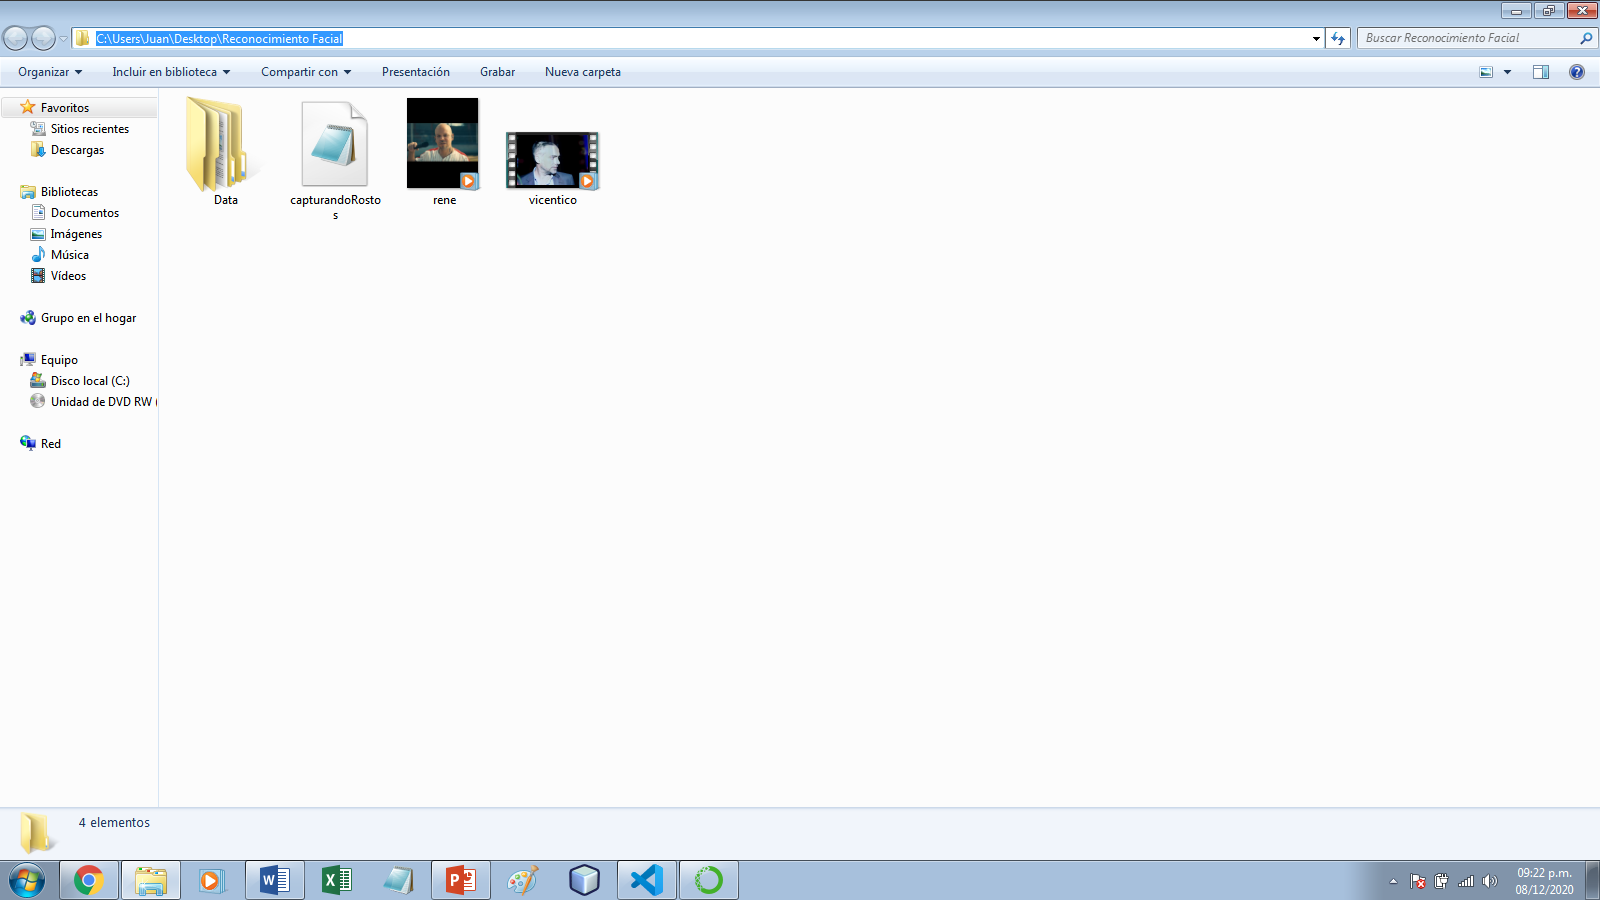 C:\Users\Juan\Desktop\Reconocimiento Facial
Buscar Reconocimiento Facial
Organizar
Incluir en biblioteca
Compartir con
Presentación
Grabar
Nueva carpeta
Favoritos
Sitios recientes
Descargas
Bibliotecas
Documentos
Imágenes
Música
Vídeos
Grupo en el hogar
Equipo
Disco local (C:)
Unidad de DVD RW (
Red
Data
capturandoRosto
s
rene
vicentico
4 elementos
09:22 p.m.
08/12/2020